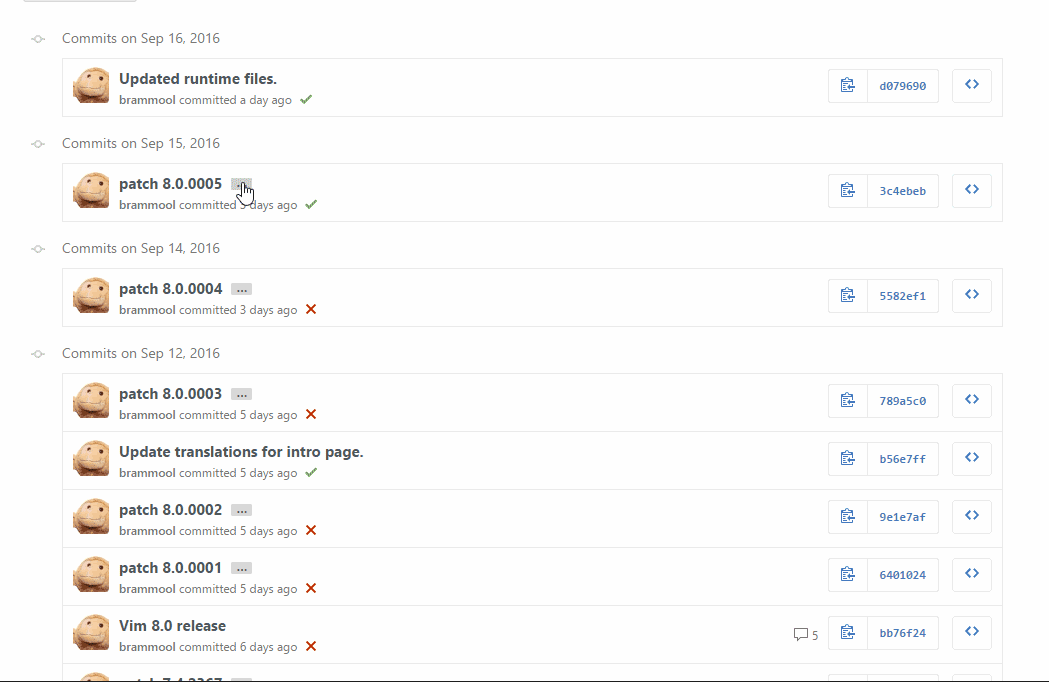 Commits on Sep 16, 2016
Updated runtime files.
brammool committed a day ago
d079690
Commits on Sep 15, 2016
patch 8.0.0005
brammool committed 3 days ago
3c4ebeb
Commits on Sep 14, 2016
patch 8.0.0004 …
brammool committed 3 days ago
5582ef1
Commits on Sep 12, 2016
patch 8.0.0003 …
brammool committed 5 days ago
789a5c0
Update translations for intro page.
brammool committed 5 days ago
b56e7ff
patch 8.0.0002 …
brammool committed 5 days ago
9e1e7af
patch 8.0.0001 …
brammool committed 5 days ago
6401024
Vim 8.0 release
brammool committed 6 days ago
5
bb76f24
patch 7.4.2367